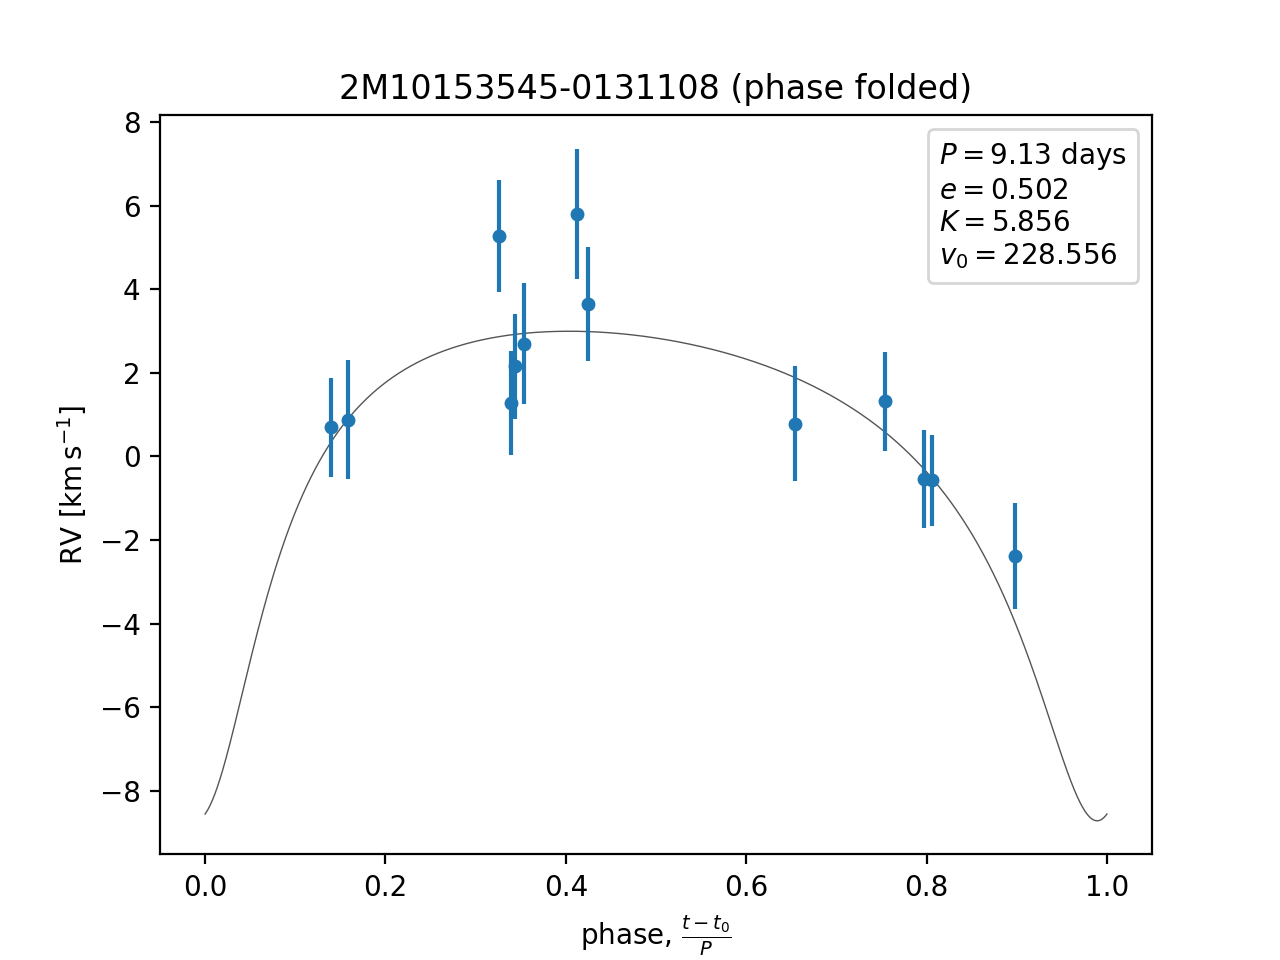 2M10153545-0131108 (phase folded)
P = 9.13 days
e = 0.502
K = 5.856
v₀ = 228.556
RV [km s⁻¹]
8
6
4
2
0
−2
−4
−6
−8
0.0 0.2 0.4 0.6 0.8 1.0
phase, (t − t₀)/P